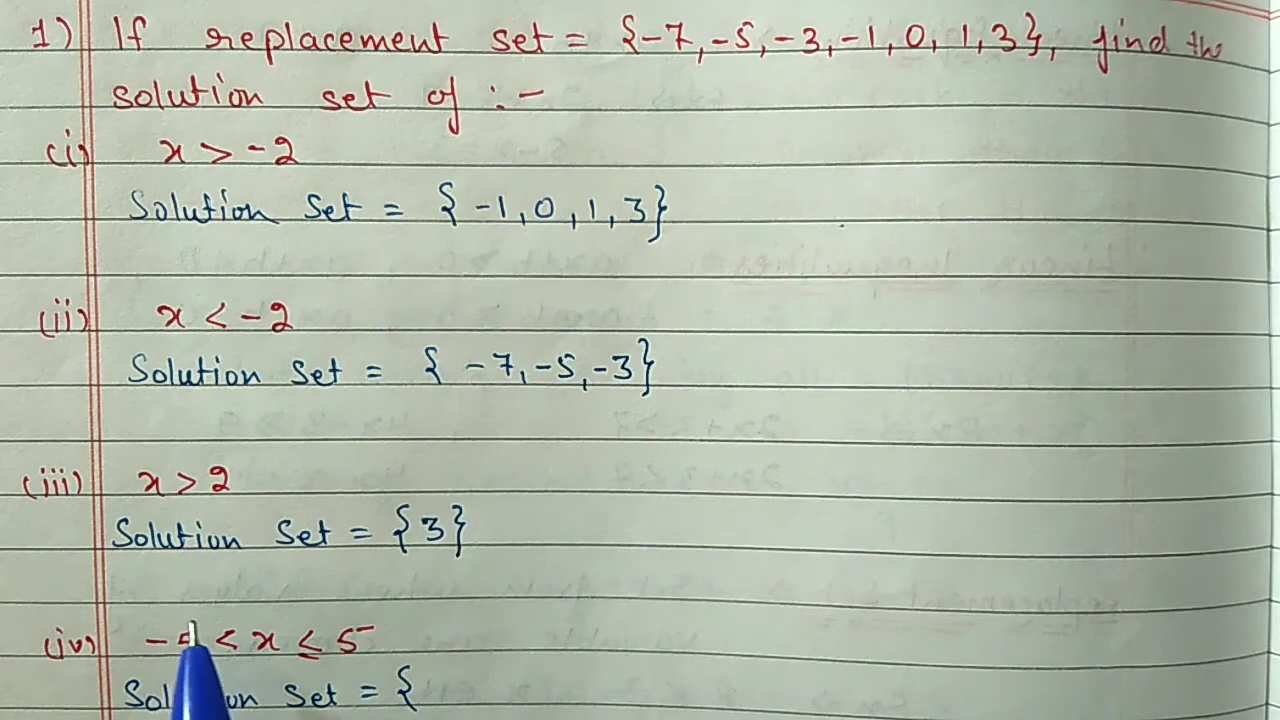 1) If replacement set = {-7, -5, -3, -1, 0, 1, 3}, find the
solution set of :-
(i) x > -2
Solution Set = { -1, 0, 1, 3}
(ii) x < -2
Solution Set = { -7, -5, -3}
(iii) x > 2
Solution Set = {3}
(iv) - < x ≤ 5
Set = {